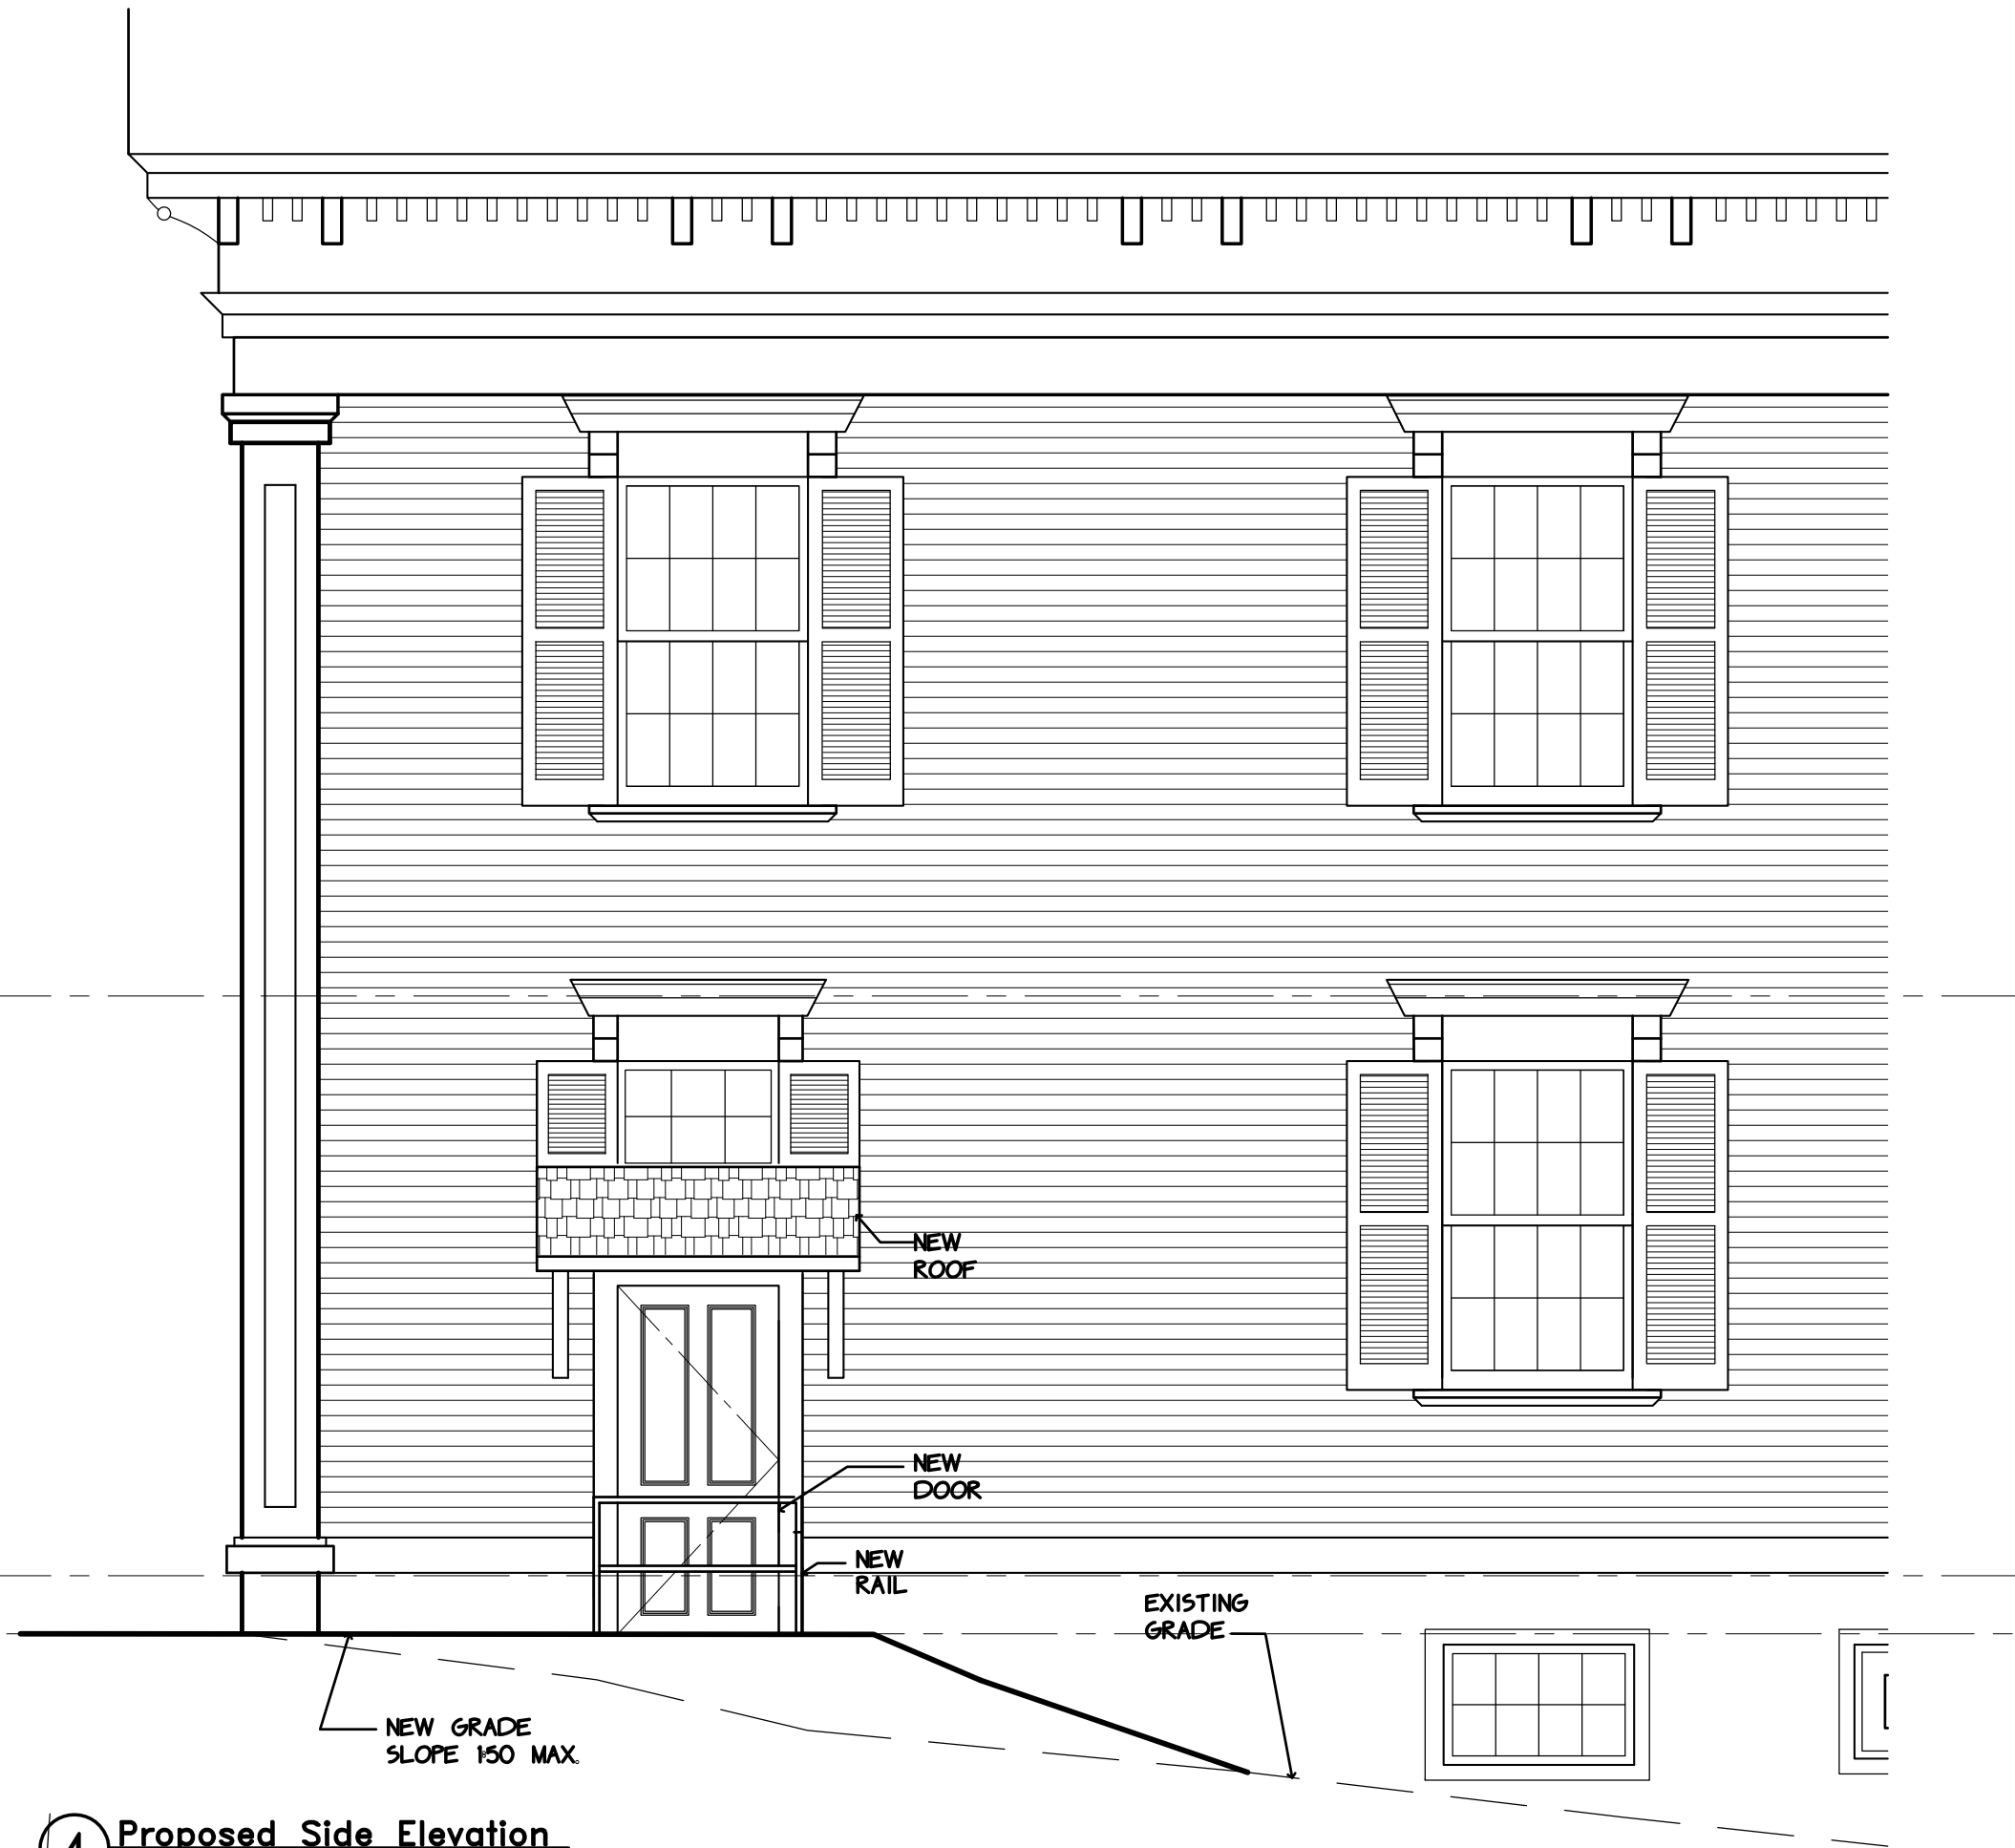 NEW
ROOF
NEW
DOOR
NEW
RAIL
EXISTING
GRADE
NEW GRADE
SLOPE 1:50 MAX.
Proposed Side Elevation